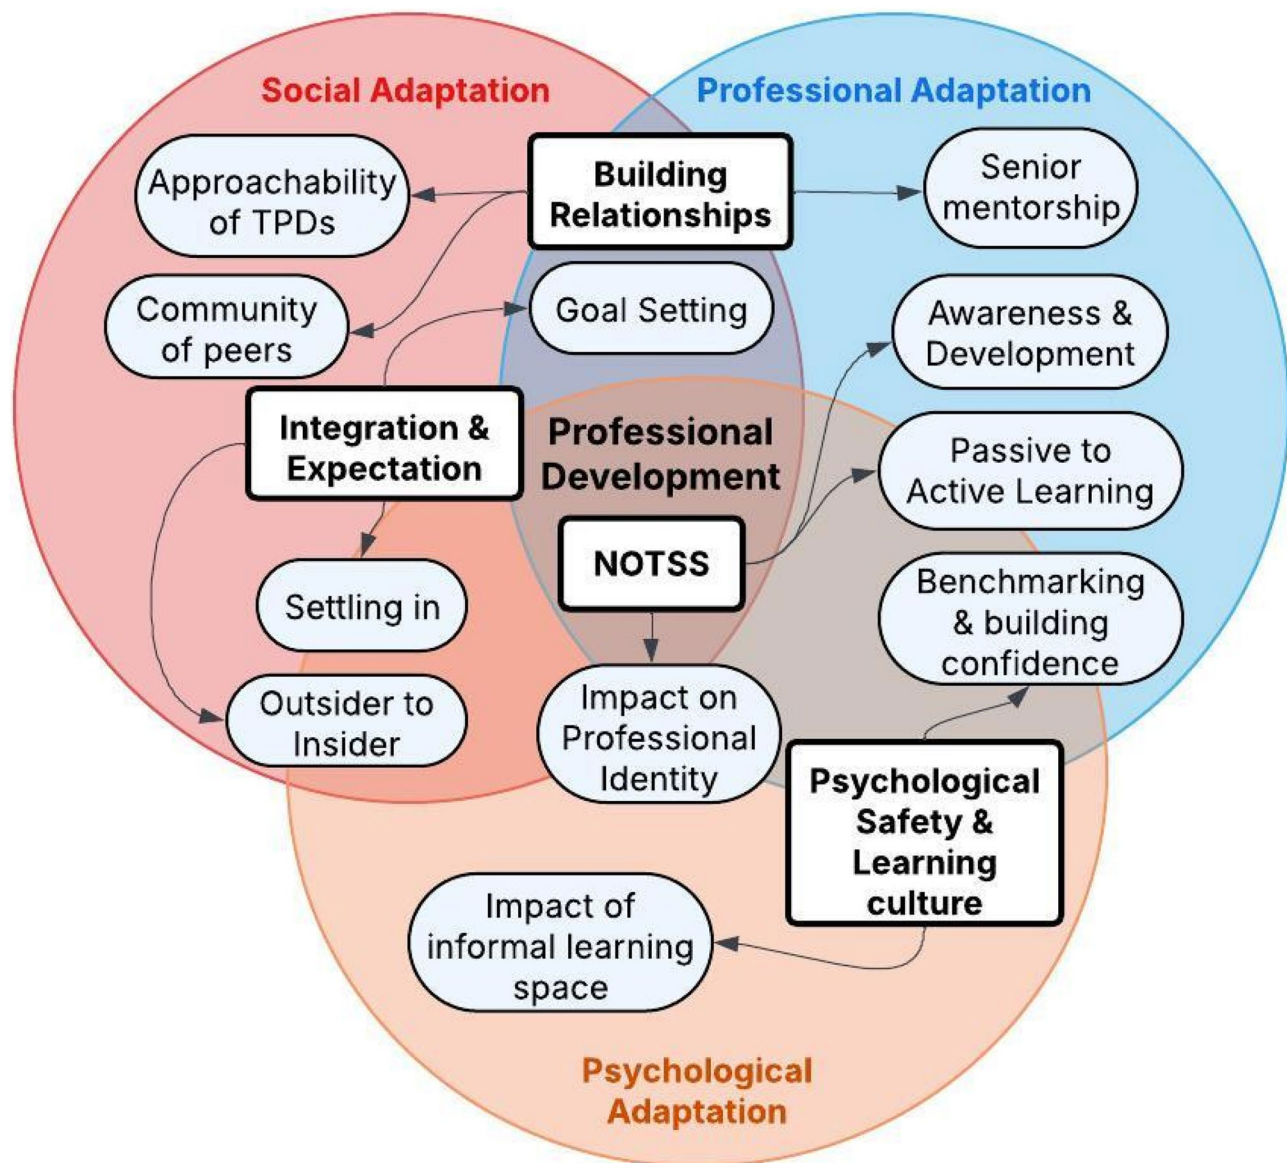 Social Adaptation
Professional Adaptation
Approachability
of TPDs
Building
Relationships
Senior
mentorship
Community
of peers
Goal Setting
Awareness &
Development
Integration &
Expectation
Professional
Development
Passive to
Active Learning
NOTSS
Settling in
Benchmarking
& building
confidence
Outsider to
Insider
Impact on
Professional
Identity
Psychological
Safety &
Learning
culture
Impact of
informal learning
space
Psychological
Adaptation